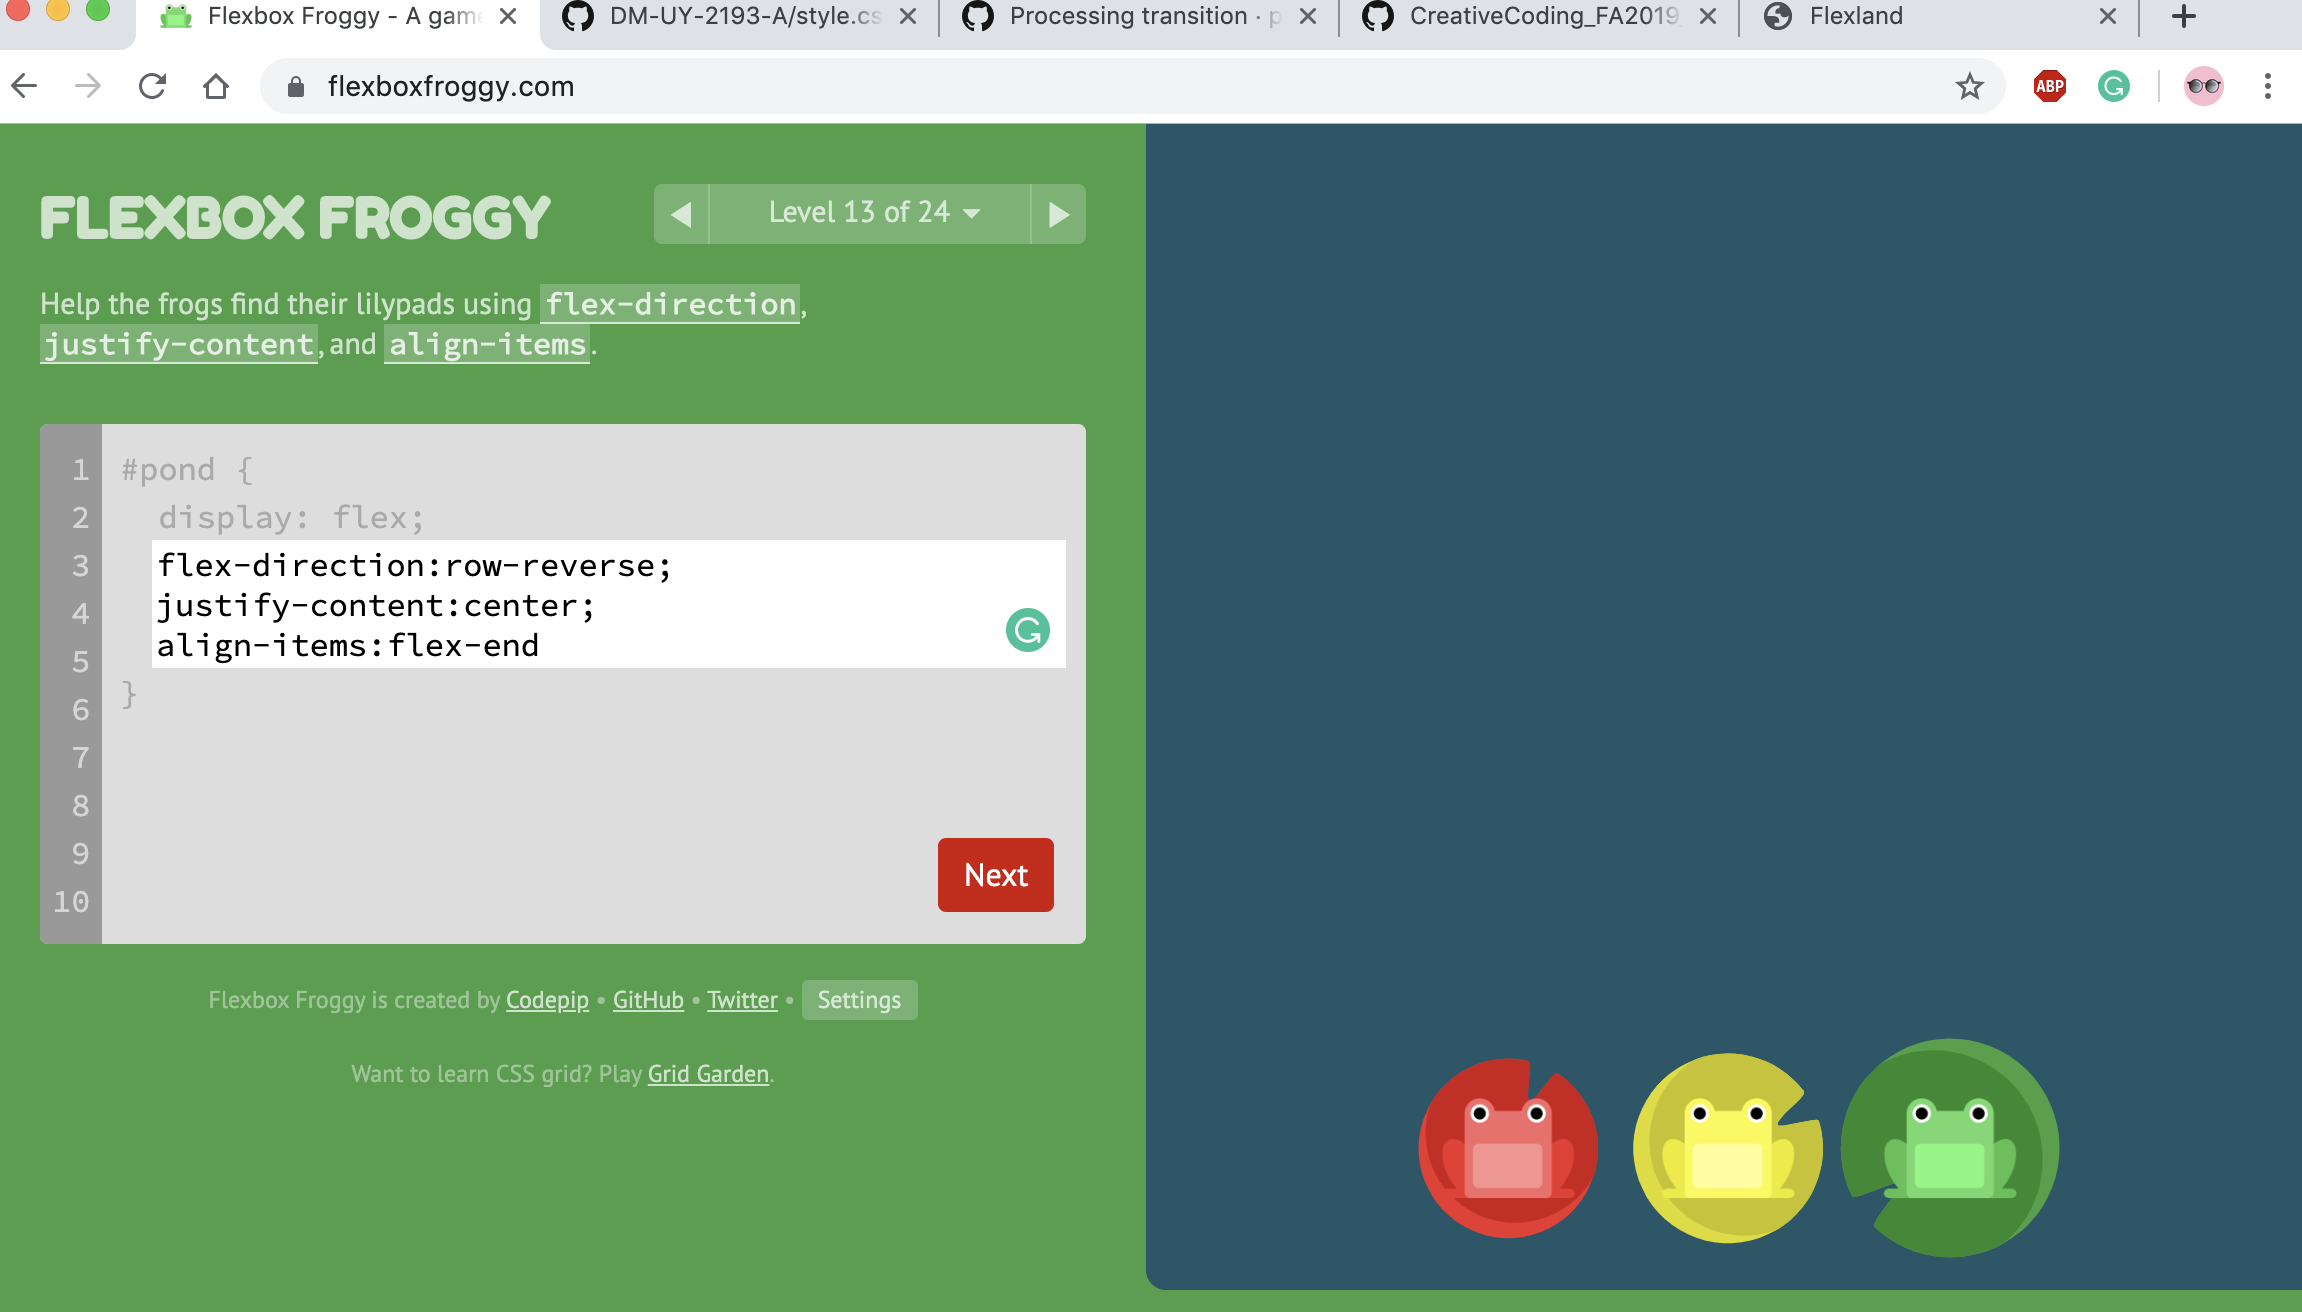 Flexbox Froggy - A game
DM-UY-2193-A/style.cs
Processing transition · p
CreativeCoding_FA2019_
Flexland
flexboxfroggy.com
ABP
FLEXBOX FROGGY
Level 13 of 24
Help the frogs find their lilypads using flex-direction,
justify-content, and align-items.
1 #pond {
2 display: flex;
3 flex-direction:row-reverse;
4 justify-content:center;
5 align-items:flex-end
6 }
7
8
9
10
Next
Flexbox Froggy is created by Codepip • GitHub • Twitter • Settings
Want to learn CSS grid? Play Grid Garden.